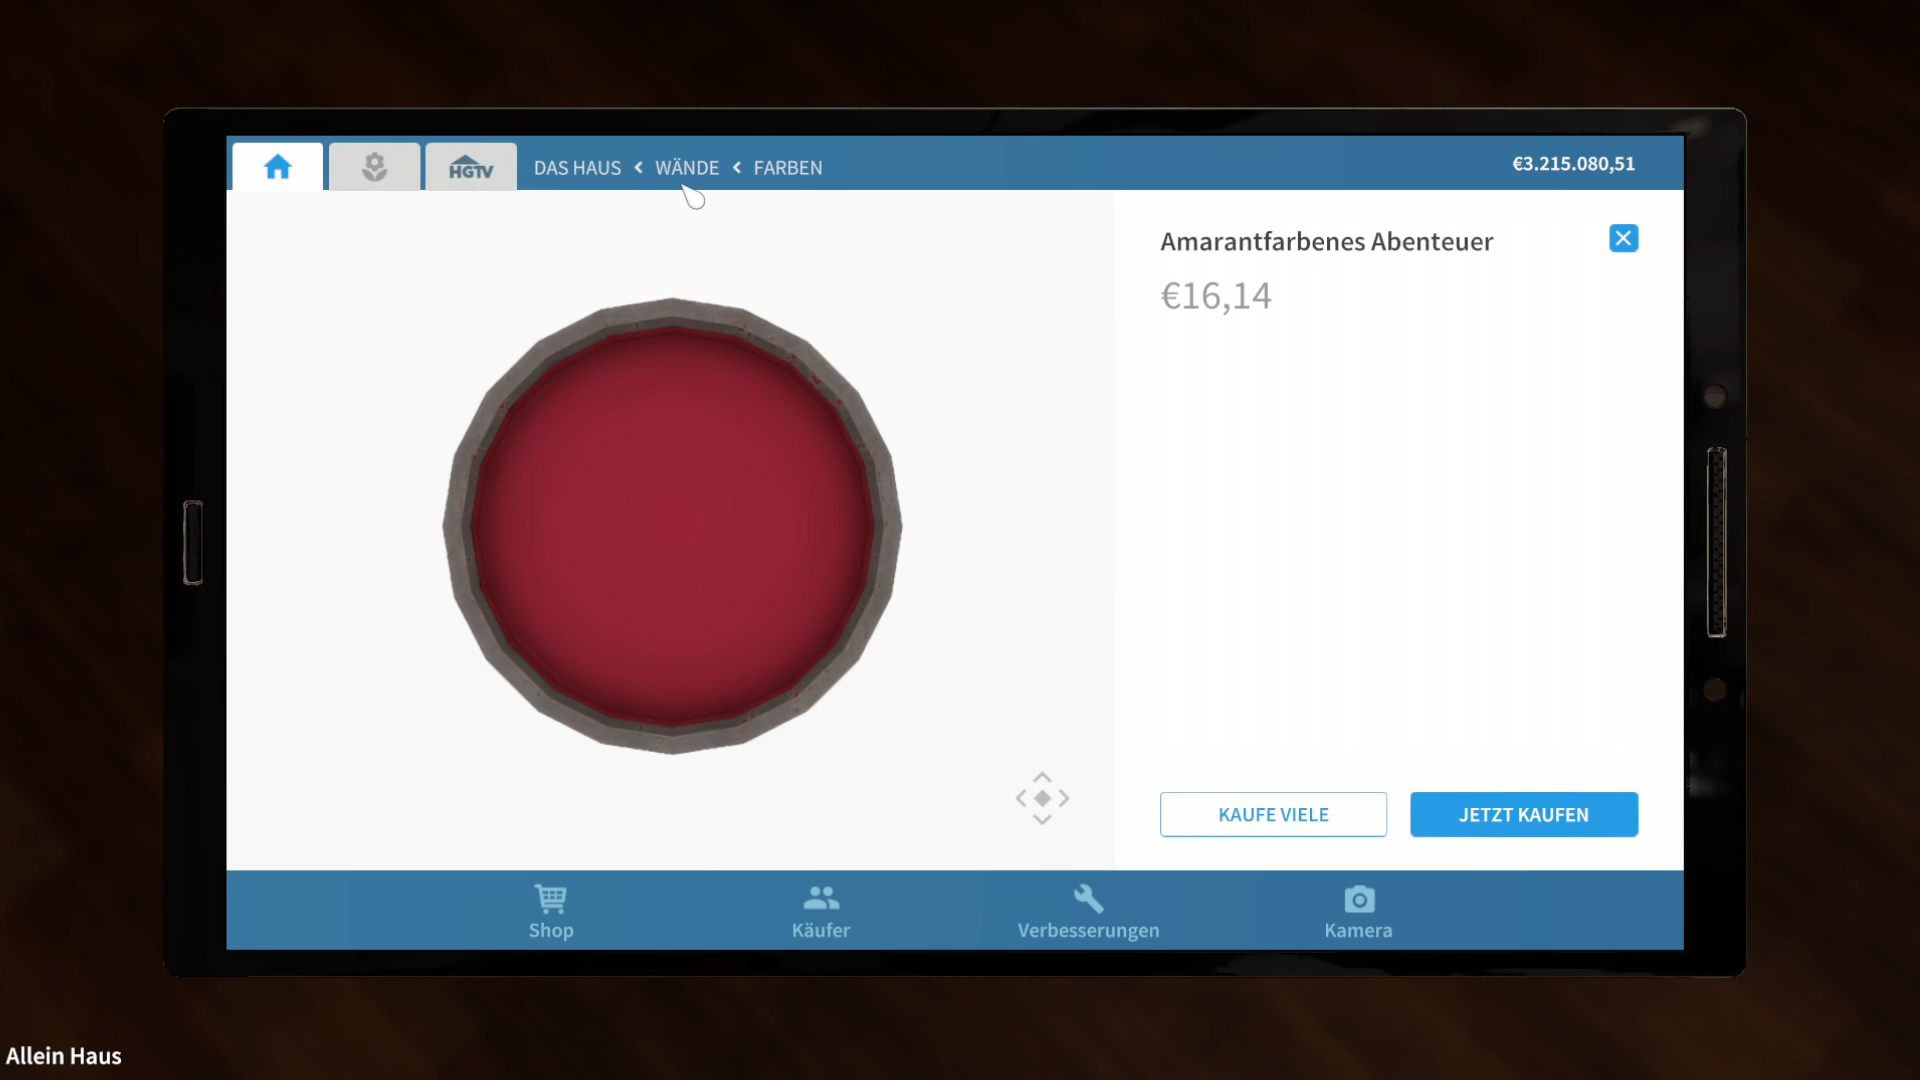 HGTV
DAS HAUS < WÄNDE < FARBEN
€3.215.080,51
Amarantfarbenes Abenteuer
€16,14
KAUFE VIELE
JETZT KAUFEN
Shop
Käufer
Verbesserungen
Kamera
Allein Haus